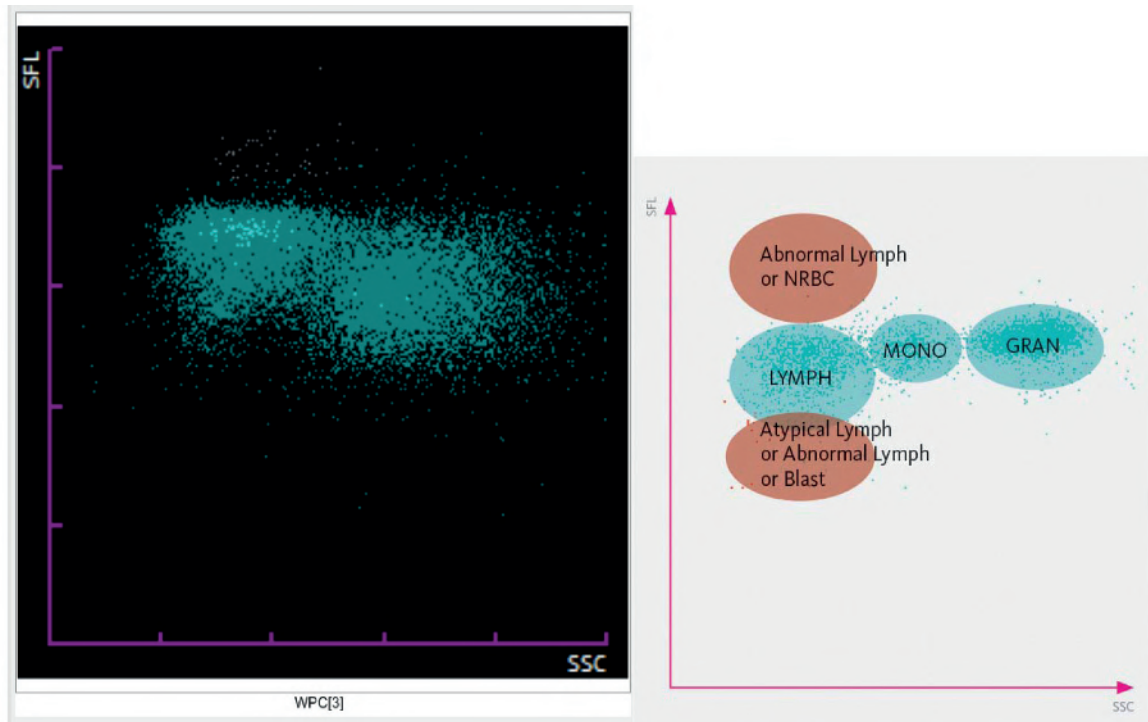 SFL
SSC
WPC[3]
SFL
Abnormal Lymph
or NRBC
MONO
GRAN
LYMPH
Atypical Lymph
or Abnormal Lymph
or Blast
SSC